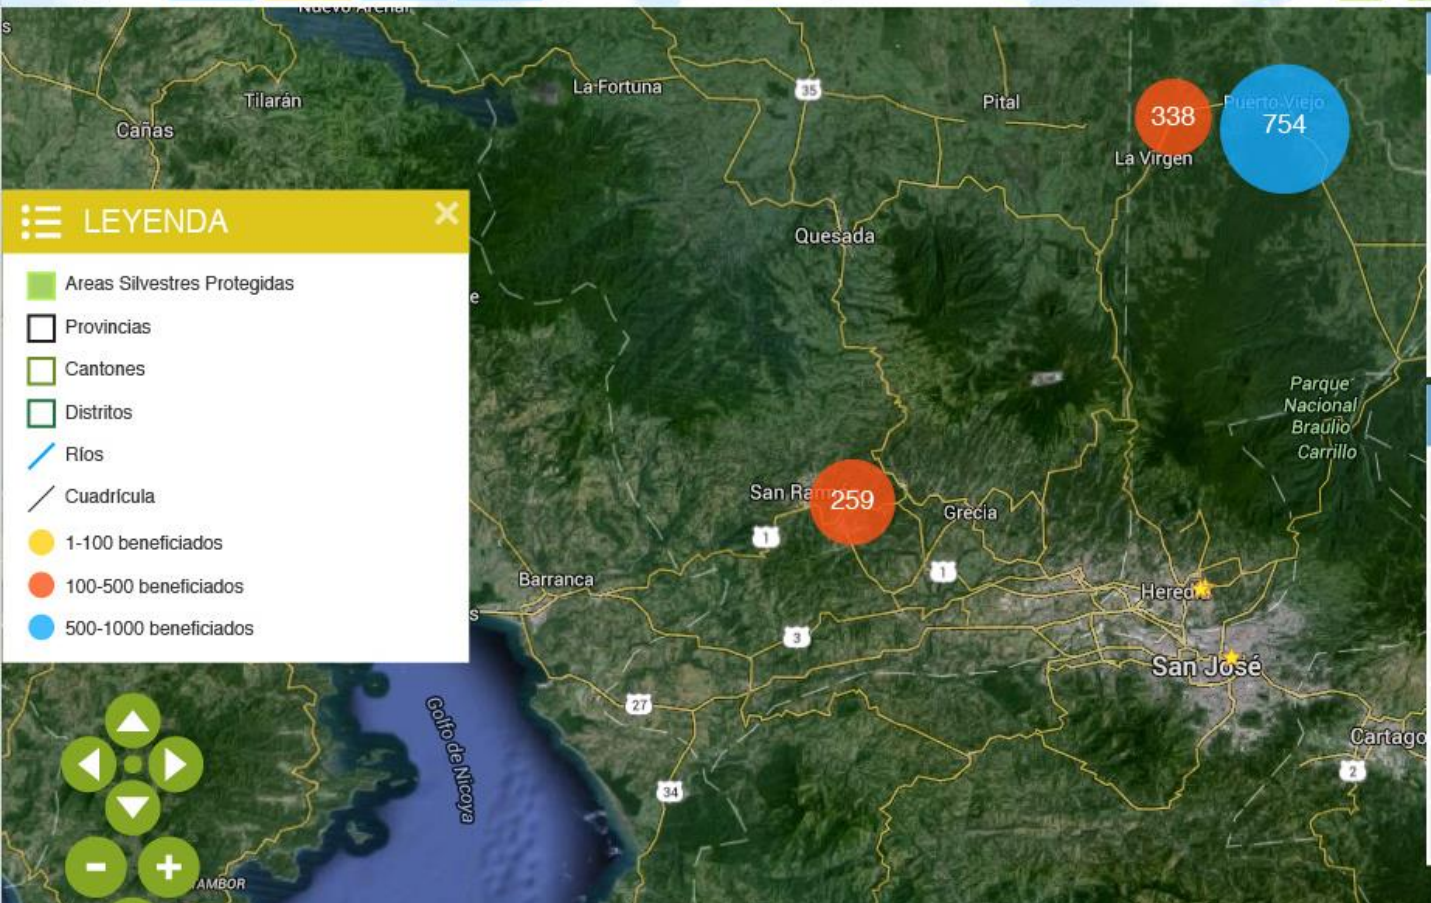 Nuevo Arenal
s
35
La Fortuna
Tilarán
Pital
Cañas
338
Puerto Viejo
754
La Virgen
LEYENDA
Quesada
Areas Silvestres Protegidas
e
Provincias
Cantones
Parque
Nacional
Braulio
Carrillo
Distritos
Ríos
Cuadrícula
San Ramón
259
Grecia
1
1
1-100 beneficiados
100-500 beneficiados
Barranca
Heredia
s
500-1000 beneficiados
3
San José
27
Golfo de Nicoya
Cartago
2
34
TAMBOR